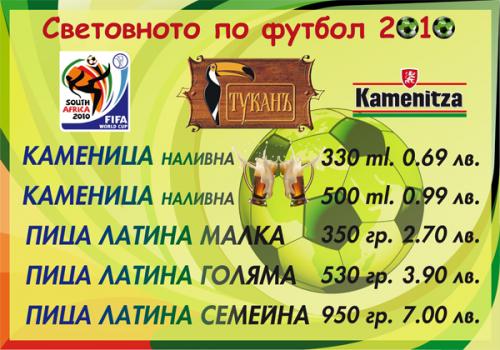 Световното по футбол 2010
SOUTH AFRICA 2010
FIFA
WORLD CUP
ТУКАНЪ
Kamenitza
КАМЕНИЦА НАЛИВНА 330 ml. 0.69 лв.
КАМЕНИЦА НАЛИВНА 500 ml. 0.99 лв.
ПИЦА ЛАТИНА МАЛКА 350 гр. 2.70 лв.
ПИЦА ЛАТИНА ГОЛЯМА 530 гр. 3.90 лв.
ПИЦА ЛАТИНА СЕМЕЙНА 950 гр. 7.00 лв.